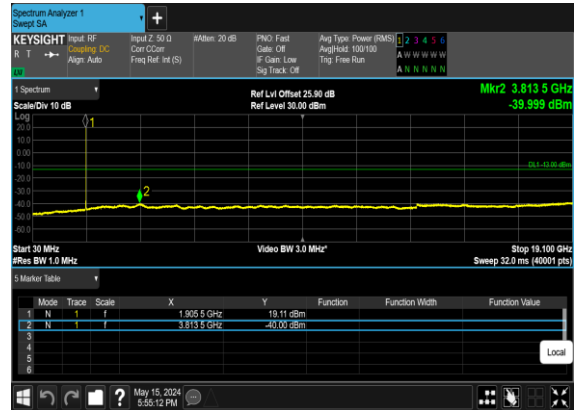 Spectrum Analyzer 1
Swept SA
+
KEYSIGHT Input: RF Input Z: 50 Ω #Atten: 20 dB PNO: Fast Avg Type: Power (RMS) 1 2 3 4 5 6
R T Coupling: DC Corr CCorr Gate: Off Avg|Hold: 100/100 A W W W W W
Align: Auto Freq Ref: Int (S) IF Gain: Low Trig: Free Run
LW Sig Track: Off A N N N N N
1 Spectrum Ref Lvl Offset 25.90 dB Mkr2 3.813 5 GHz
Scale/Div 10 dB Ref Level 30.00 dBm -39.999 dBm
Log
20.0 1
10.0
0.00
-10.0 DL1 -13.00 dBm
-20.0
-30.0 2
-40.0
-50.0
-60.0
Start 30 MHz Video BW 3.0 MHz* Stop 19.100 GHz
#Res BW 1.0 MHz Sweep 32.0 ms (40001 pts)
5 Marker Table
Mode Trace Scale X Y Function Function Width Function Value
1 N 1 f 1.905 5 GHz 19.11 dBm
2 N 1 f 3.813 5 GHz -40.00 dBm
3
4
5
6
Local
? May 15, 2024
5:55:12 PM